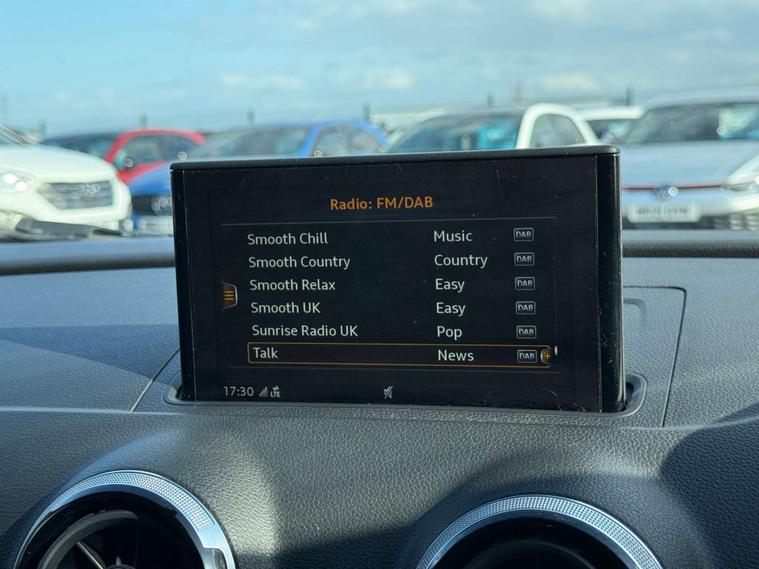 Radio: FM/DAB
Smooth Chill Music DAB
Smooth Country Country DAB
Smooth Relax Easy DAB
Smooth UK Easy DAB
Sunrise Radio UK Pop DAB
Talk News DAB
17:30 LTE